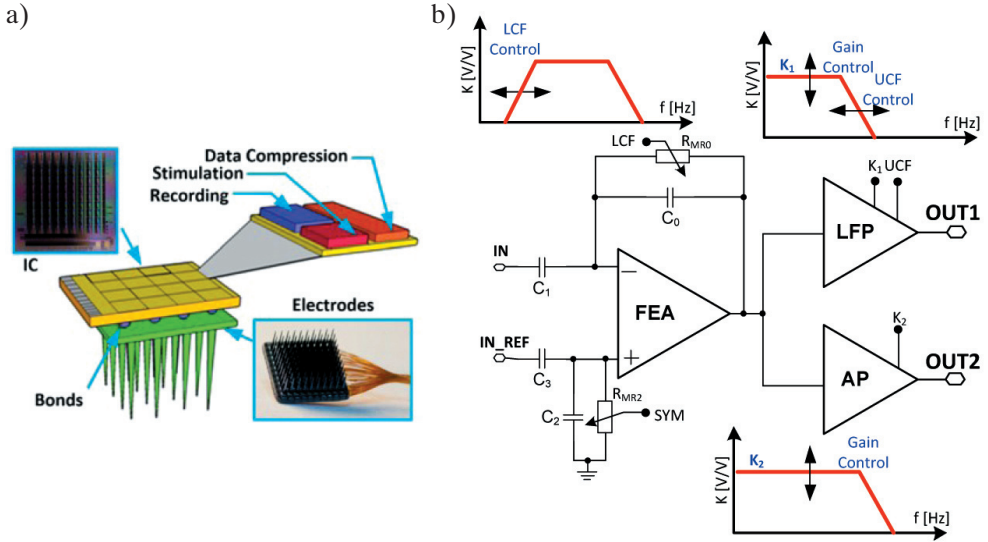 a)
Data Compression
Stimulation
Recording
IC
Electrodes
Bonds
b)
LCF
Control
K [V/V]
f [Hz]
Gain
Control
K₁
UCF
Control
K [V/V]
f [Hz]
LCF
R_MR0
C₀
IN
C₁
FEA
IN_REF
C₃
C₂
R_MR2
SYM
K₁ UCF
LFP
OUT1
K₂
AP
OUT2
K [V/V]
K₂
Gain
Control
f [Hz]